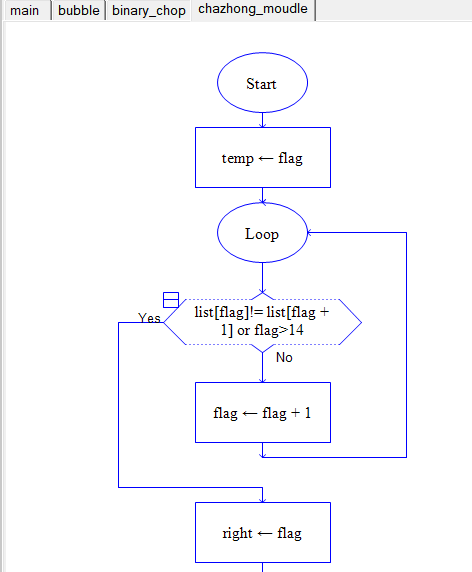 main bubble binary_chop chazhong_moudle
Start
temp ← flag
Loop
list[flag]!= list[flag +
1] or flag>14
Yes
No
flag ← flag + 1
right ← flag